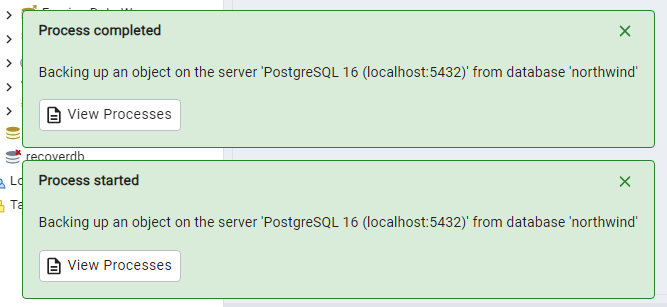 Process completed
Backing up an object on the server 'PostgreSQL 16 (localhost:5432)' from database 'northwind'
View Processes
recoverdb
Process started
Backing up an object on the server 'PostgreSQL 16 (localhost:5432)' from database 'northwind'
View Processes